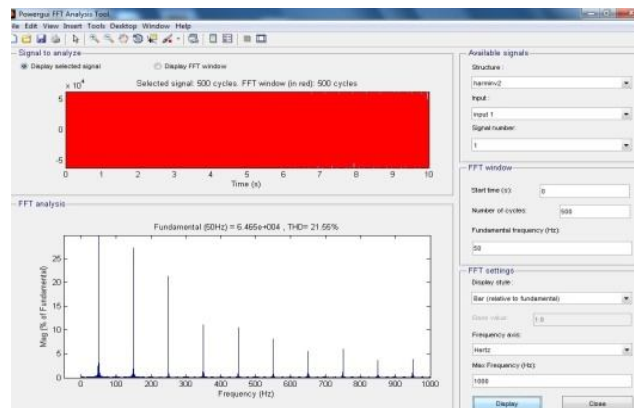 Powergui FFT Analysis Tool
File Edit View Insert Tools Desktop Window Help
Signal to analyze
Display selected signal
Display FFT window
Selected signal: 500 cycles. FFT window (in red): 500 cycles
x 10^4
5
0
-5
0 1 2 3 4 5 6 7 8 9 10
Time (s)
FFT analysis
Fundamental (50Hz) = 6.465e+004 , THD= 21.55%
Mag (% of Fundamental)
25
20
15
10
5
0
0 100 200 300 400 500 600 700 800 900 1000
Frequency (Hz)
Available signals
Structure :
harminv2
Input :
input 1
Signal number:
1
FFT window
Start time (s): 0
Number of cycles: 500
Fundamental frequency (Hz):
50
FFT settings
Display style :
Bar (relative to fundamental)
Base value: 1.0
Frequency axis:
Hertz
Max Frequency (Hz):
1000
Display
Close